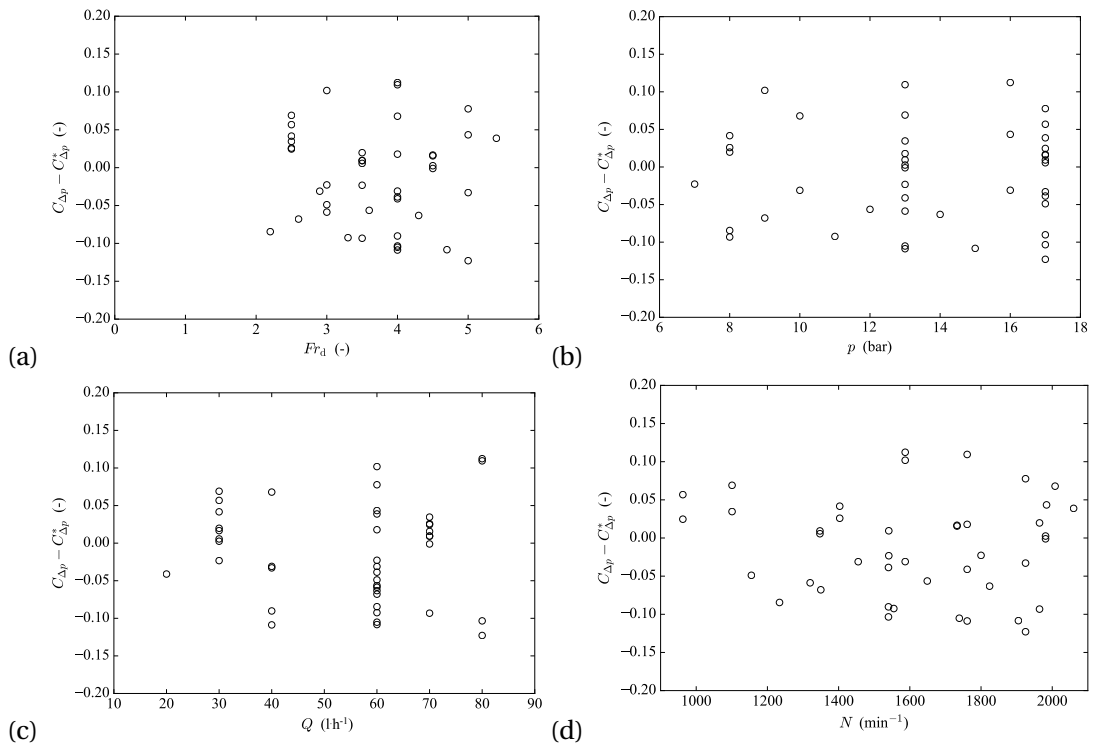 0.20
0.15
0.10
0.05
0.00
−0.05
−0.10
−0.15
−0.20
C_Δp − C*_Δp (-)
0 1 2 3 4 5 6
Fr_d (-)
(a)
0.20
0.15
0.10
0.05
0.00
−0.05
−0.10
−0.15
−0.20
C_Δp − C*_Δp (-)
6 8 10 12 14 16 18
p (bar)
(b)
0.20
0.15
0.10
0.05
0.00
−0.05
−0.10
−0.15
−0.20
C_Δp − C*_Δp (-)
10 20 30 40 50 60 70 80 90
Q (l·h⁻¹)
(c)
0.20
0.15
0.10
0.05
0.00
−0.05
−0.10
−0.15
−0.20
C_Δp − C*_Δp (-)
1000 1200 1400 1600 1800 2000
N (min⁻¹)
(d)